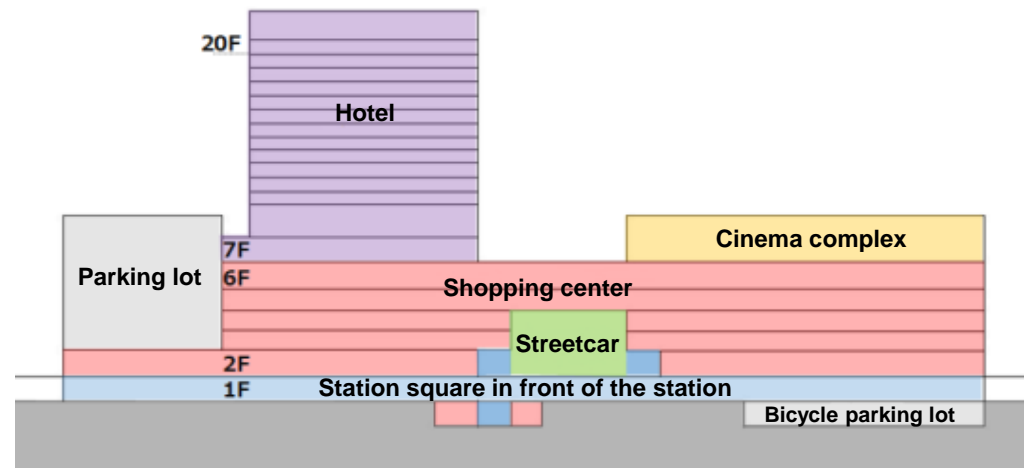 20F
Hotel
7F
Cinema complex
Parking lot
6F
Shopping center
Streetcar
2F
1F
Station square in front of the station
Bicycle parking lot